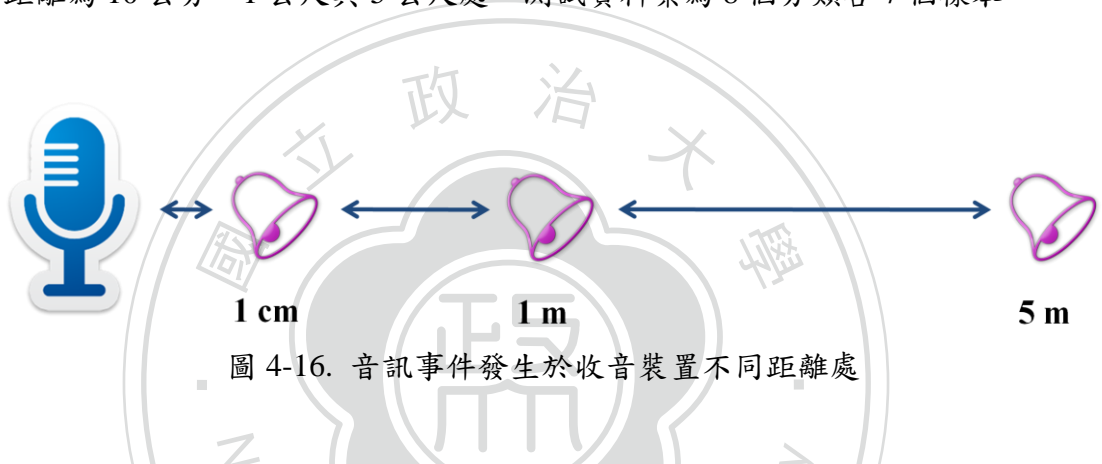 距離為 10 公分、1 公尺與 5 公尺處，測試資料集為 8 個分類各 7 個樣本
國立政治大學
政
1 cm
1 m
5 m
圖 4-16. 音訊事件發生於收音裝置不同距離處